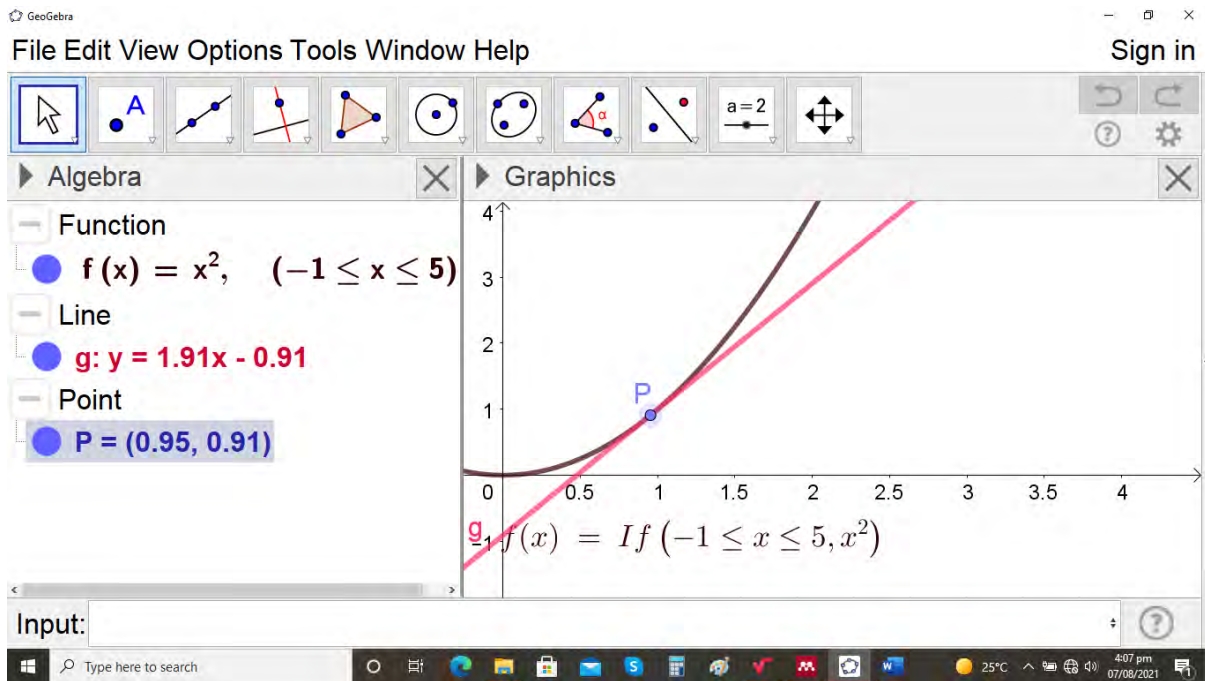 GeoGebra
File Edit View Options Tools Window Help
Sign in
A
α
a = 2
Algebra
Graphics
Function
f (x) = x², (−1 ≤ x ≤ 5)
Line
g: y = 1.91x - 0.91
Point
P = (0.95, 0.91)
4
3
2
1
P
0 0.5 1 1.5 2 2.5 3 3.5 4
g
−1
f(x) = If (−1 ≤ x ≤ 5, x²)
Input:
Type here to search
25°C
4:07 pm
07/08/2021